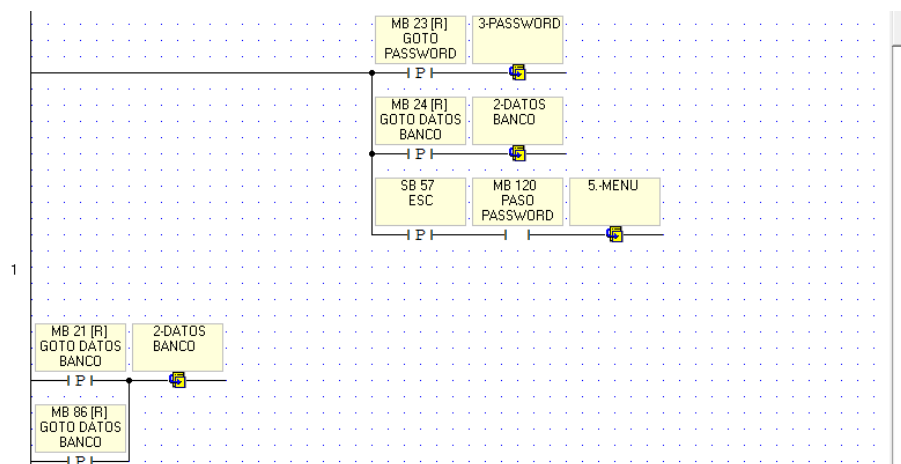 MB 23 [R]
GOTO
PASSWORD
3-PASSWORD
P
MB 24 [R]
GOTO DATOS
BANCO
2-DATOS
BANCO
P
SB 57
ESC
MB 120
PASO
PASSWORD
5.-MENU
P
1
MB 21 [R]
GOTO DATOS
BANCO
2-DATOS
BANCO
P
MB 86 [R]
GOTO DATOS
BANCO
P